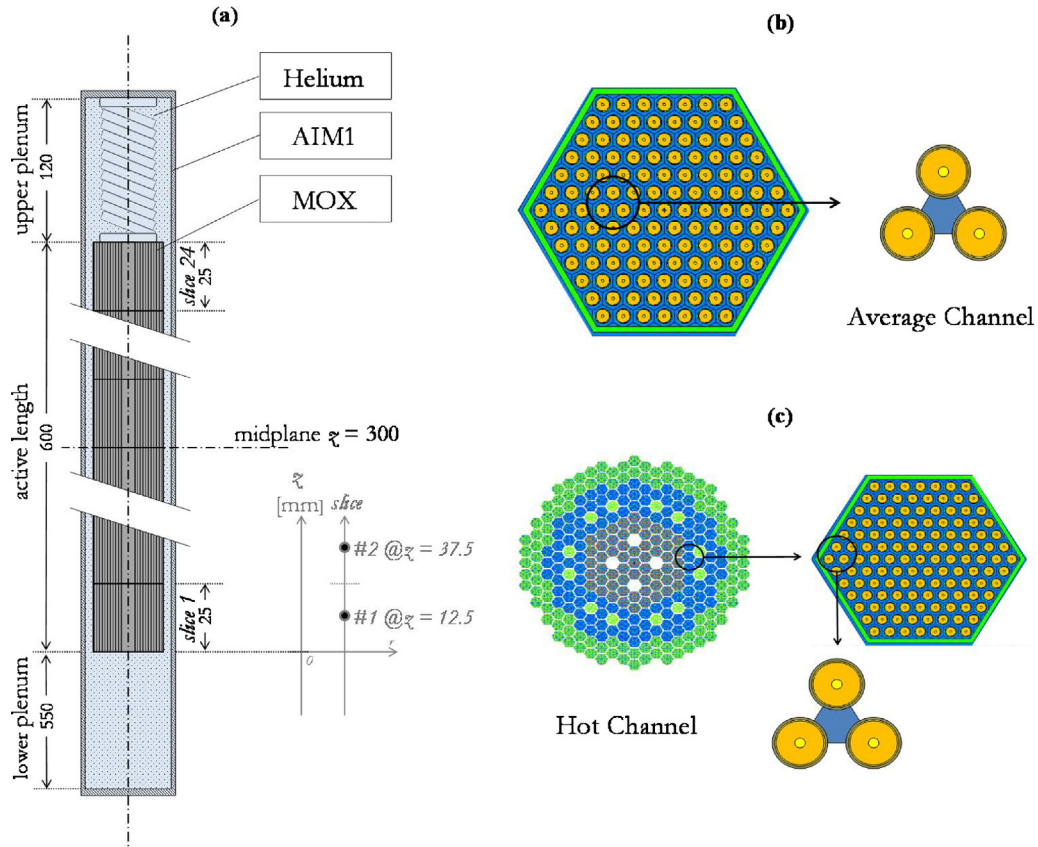 (a)
Helium
AIM1
MOX
upper plenum
120
slice 24
25
active length
600
midplane z = 300
z
[mm]
slice
#2 @z = 37.5
#1 @z = 12.5
r
0
slice 1
25
lower plenum
550
(b)
Average Channel
(c)
Hot Channel